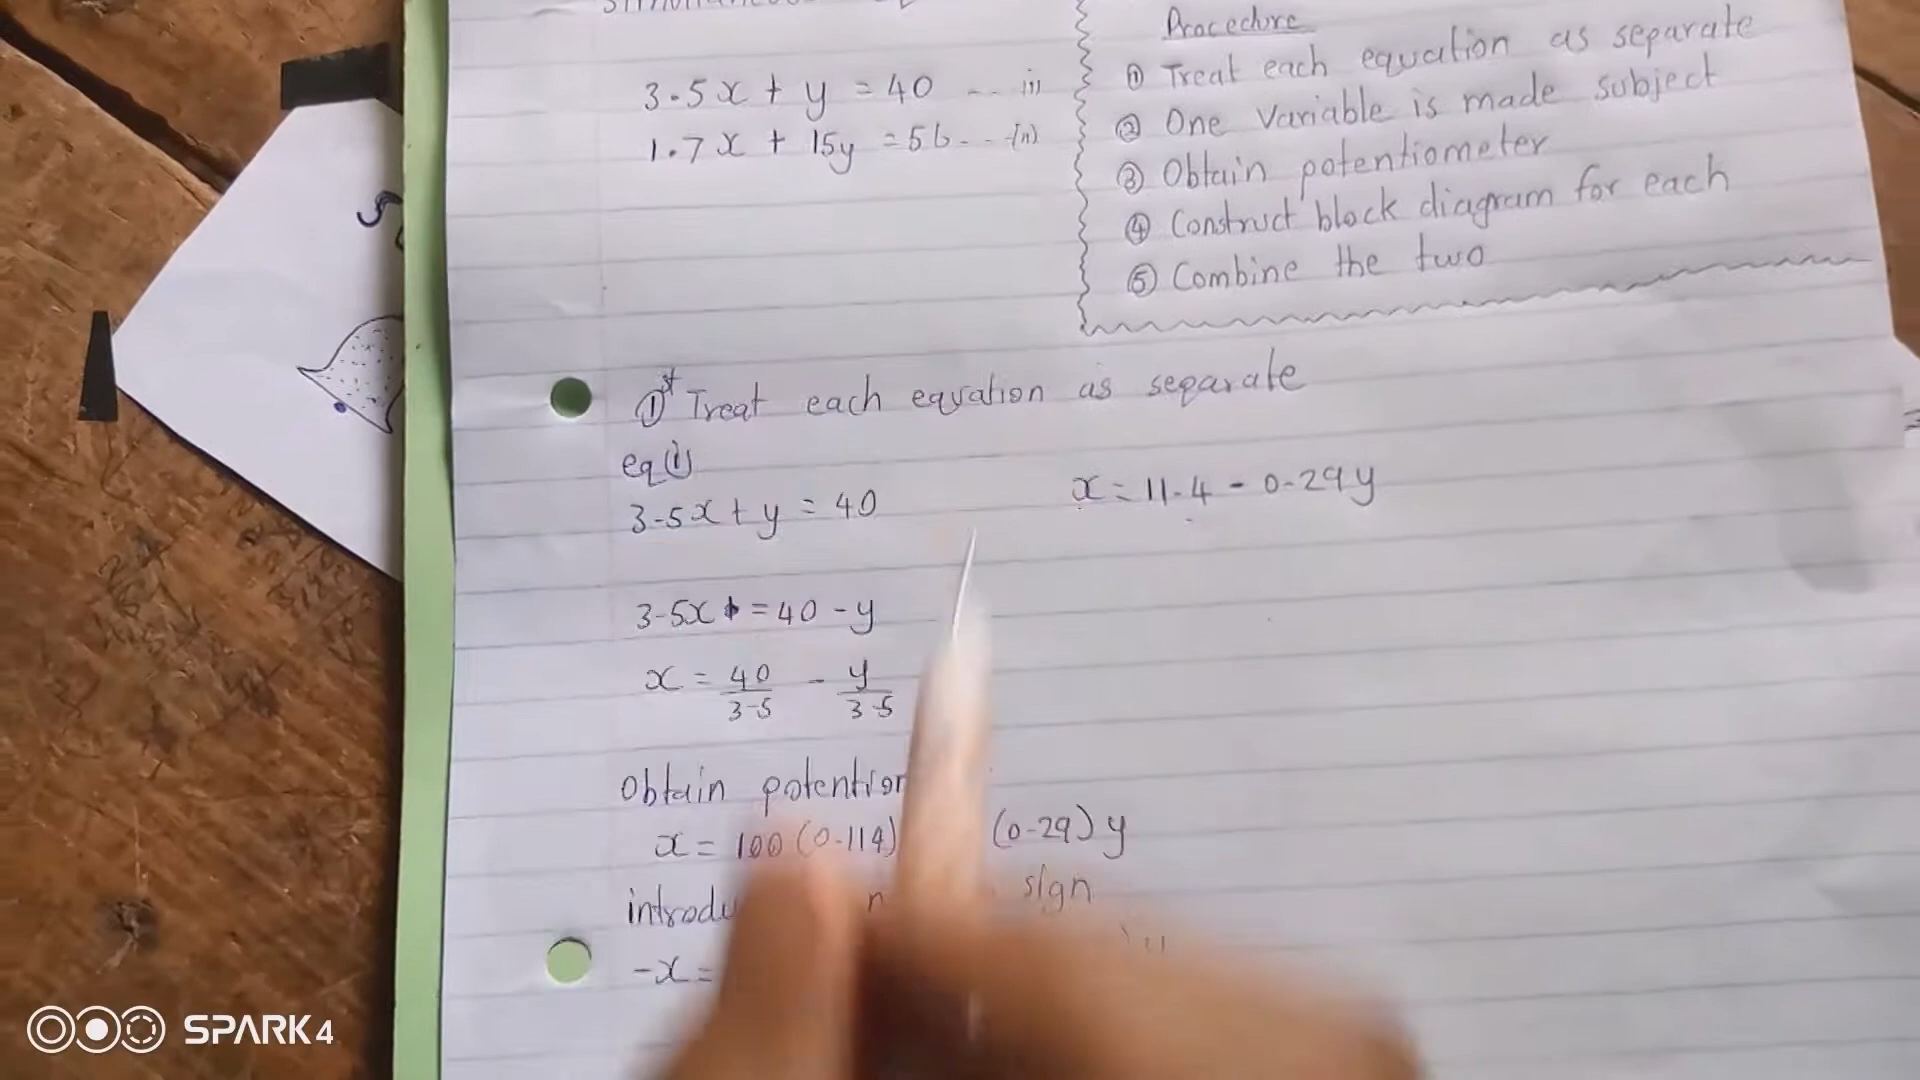 3.5x + y = 40 -- (i)
1.7x + 15y = 56 -- (ii)
Procedure
① Treat each equation as separate
② One Variable is made subject
③ Obtain potentiometer
④ Construct block diagram for each
⑤ Combine the two
①st Treat each equation as separate
eq(i)
3.5x + y = 40
x = 11.4 - 0.29y
3.5x = 40 - y
x = 40/3.5 - y/3.5
Obtain
x = 100 (0.114) (0.29) y
sign
-x =
SPARK 4